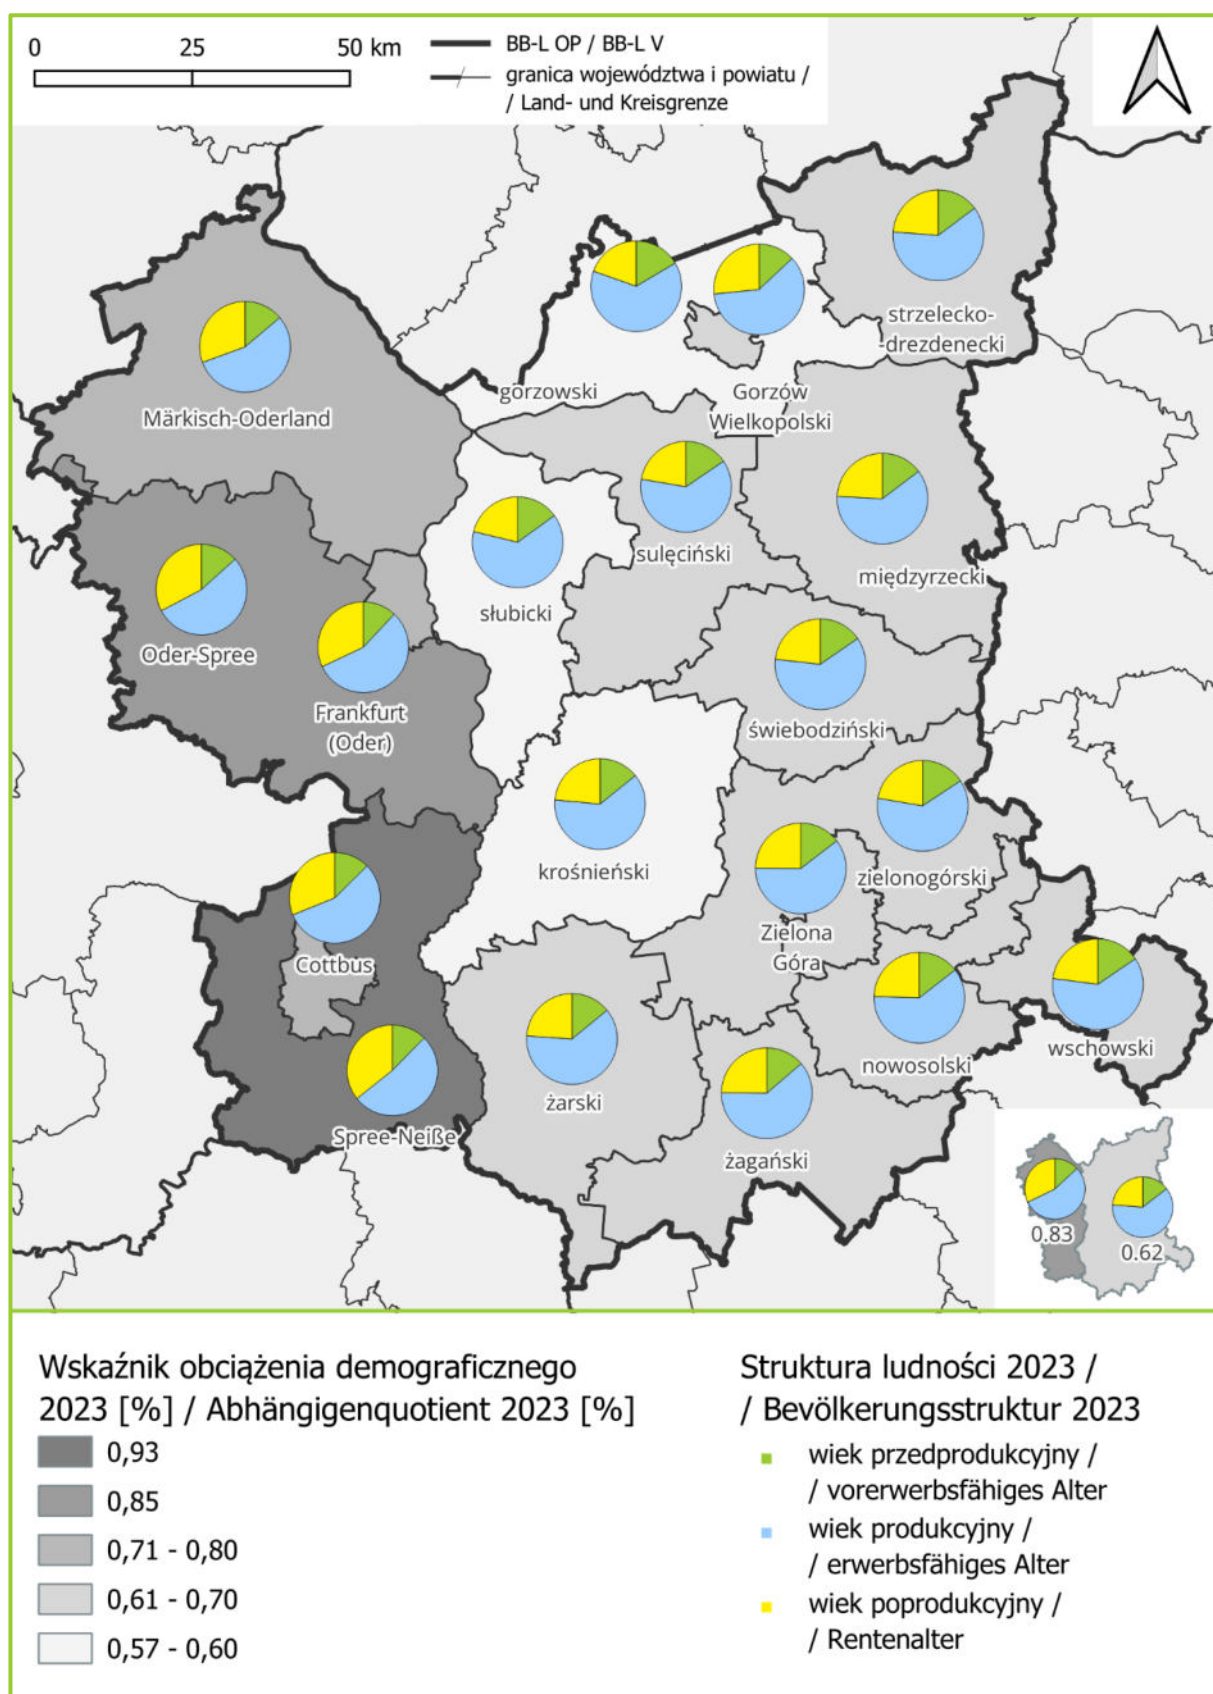 0 25 50 km
BB-L OP / BB-L V
granica województwa i powiatu /
/ Land- und Kreisgrenze
strzelecko-
-drezdenecki
gorzowski
Gorzów
Wielkopolski
Märkisch-Oderland
sulęciński
międzyrzecki
słubicki
Oder-Spree
Frankfurt
(Oder)
świebodziński
krośnieński
zielonogórski
Zielona
Góra
Cottbus
nowosolski
wschowski
żarski
Spree-Neiße
żagański
0.83
0.62
Wskaźnik obciążenia demograficznego
2023 [%] / Abhängigenquotient 2023 [%]
0,93
0,85
0,71 - 0,80
0,61 - 0,70
0,57 - 0,60
Struktura ludności 2023 /
/ Bevölkerungsstruktur 2023
wiek przedprodukcyjny /
/ vorerwerbsfähiges Alter
wiek produkcyjny /
/ erwerbsfähiges Alter
wiek poprodukcyjny /
/ Rentenalter